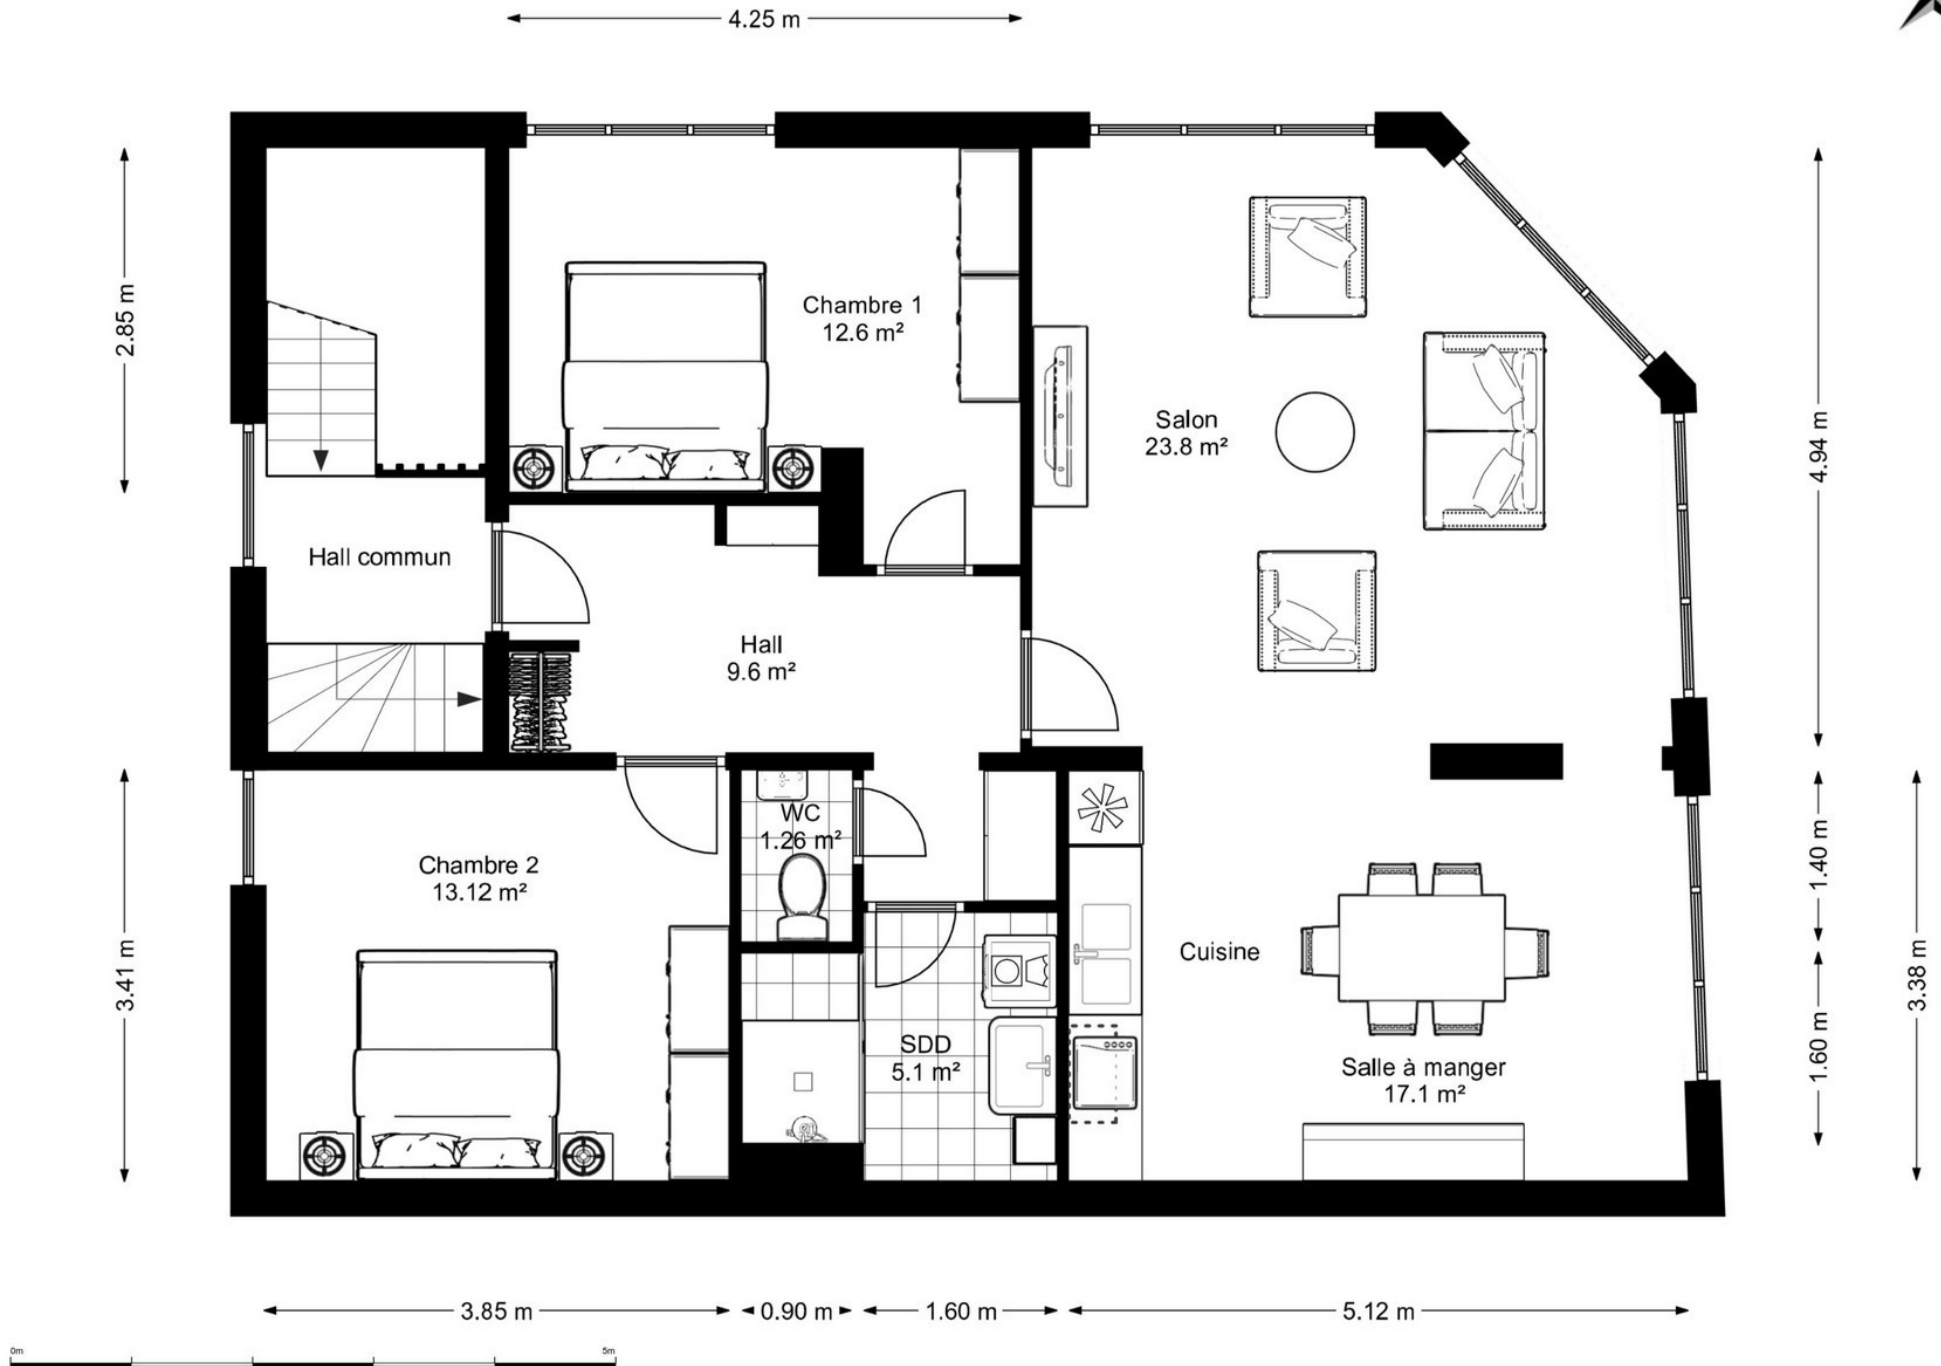 4.25 m
2.85 m
Chambre 1
12.6 m²
Salon
23.8 m²
4.94 m
Hall commun
Hall
9.6 m²
WC
1.26 m²
Chambre 2
13.12 m²
1.40 m
3.41 m
Cuisine
3.38 m
SDD
5.1 m²
1.60 m
Salle à manger
17.1 m²
3.85 m
0.90 m
1.60 m
5.12 m
0m
5m